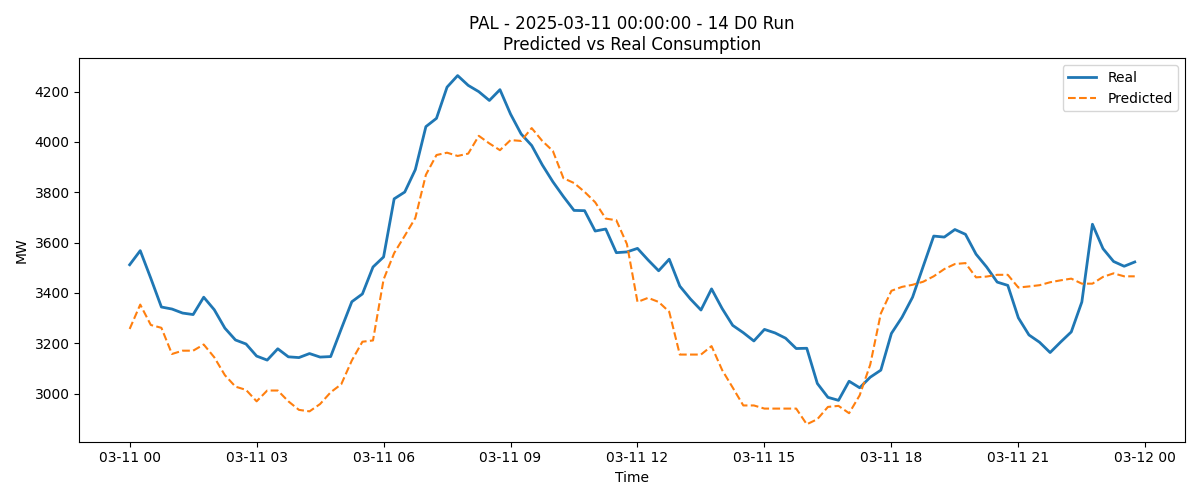 PAL - 2025-03-11 00:00:00 - 14 D0 Run
Predicted vs Real Consumption
Real
Predicted
MW
4200
4000
3800
3600
3400
3200
3000
03-11 00
03-11 03
03-11 06
03-11 09
03-11 12
03-11 15
03-11 18
03-11 21
03-12 00
Time